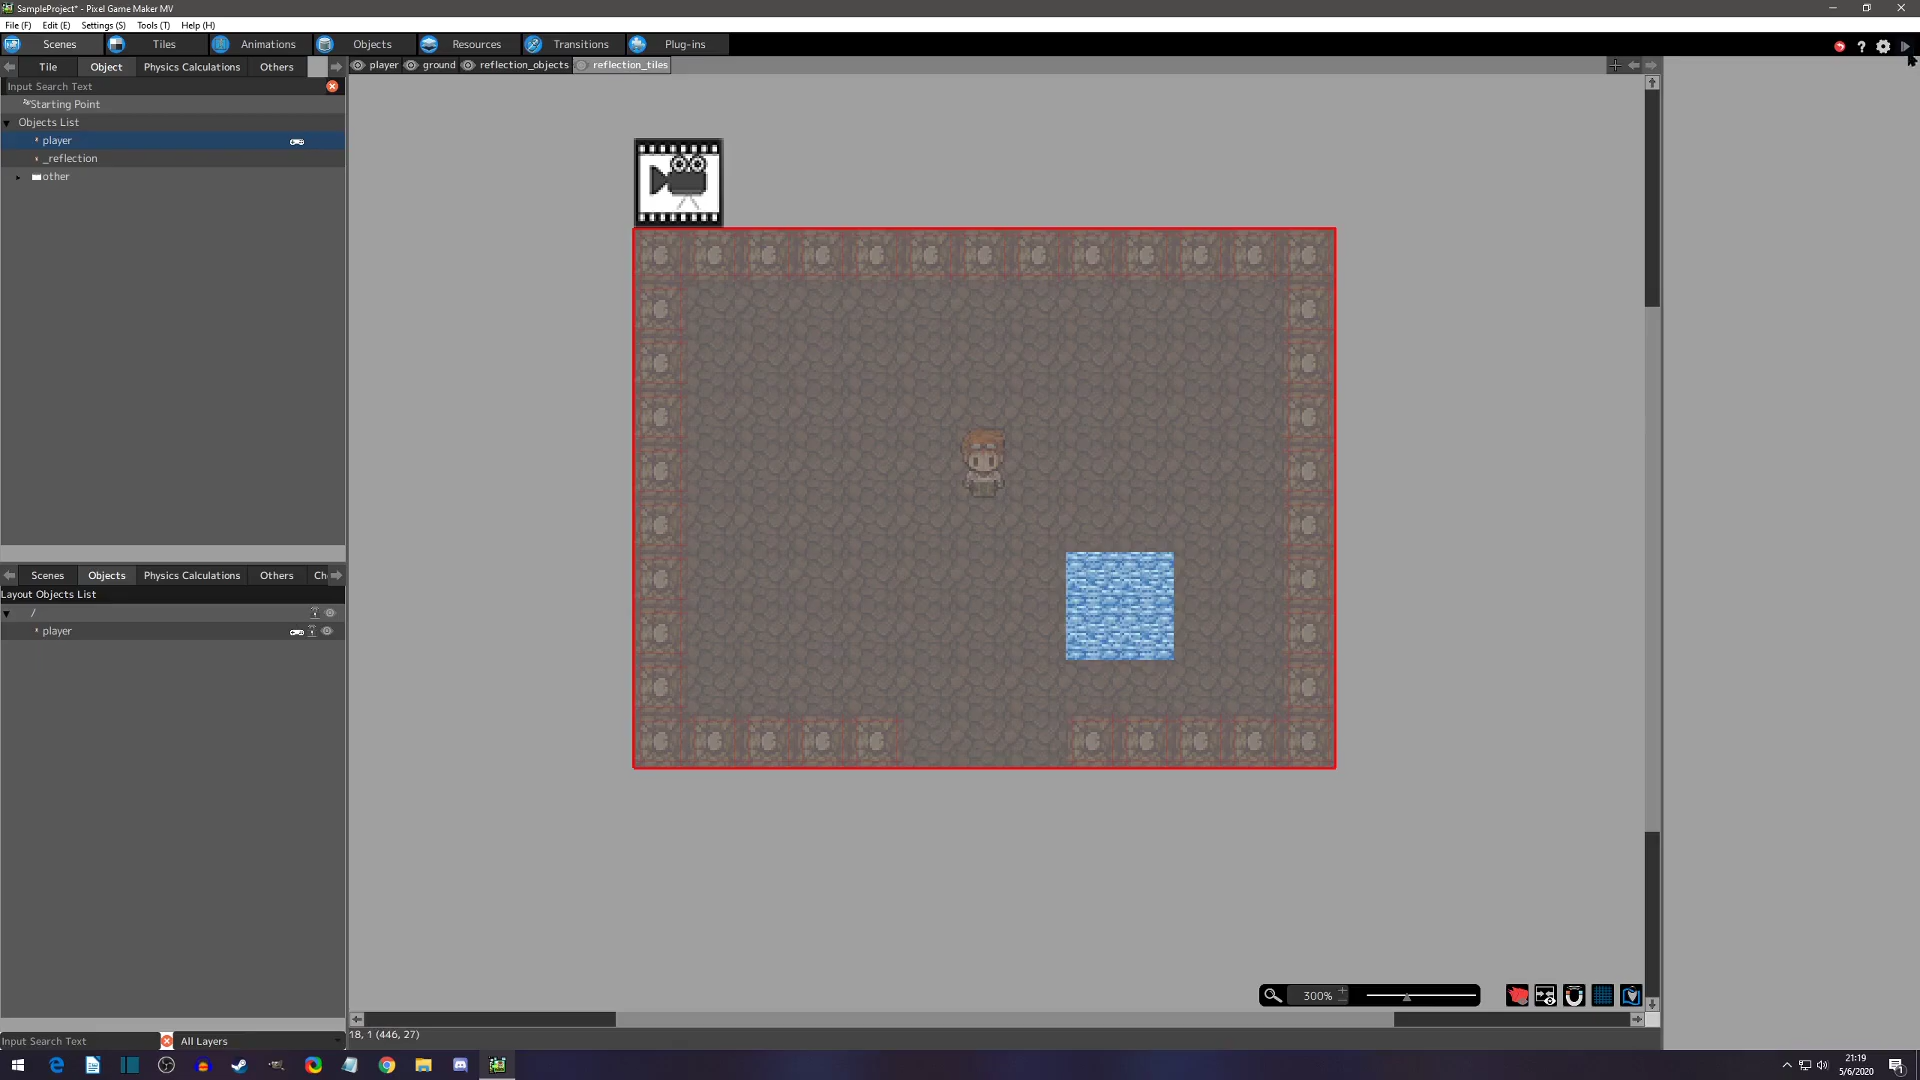 SampleProject* - Pixel Game Maker MV
File (F) Edit (E) Settings (S) Tools (T) Help (H)
Scenes Tiles Animations Objects Resources Transitions Plug-ins
Tile Object Physics Calculations Others
player ground reflection_objects reflection_tiles
Input Search Text
Starting Point
Objects List
player
_reflection
other
Scenes Objects Physics Calculations Others Ch
Layout Objects List
/
player
300%
Input Search Text All Layers
18, 1 (446, 27)
21:19
5/6/2020